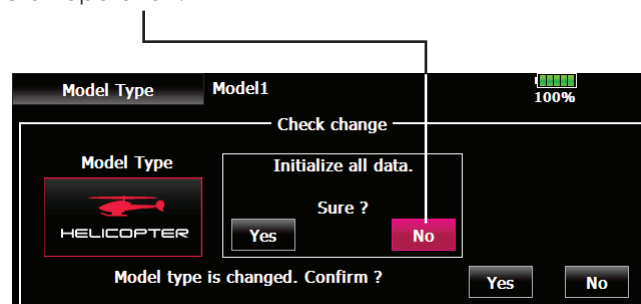 Model Type Model1
100%
Check change
Model Type
Initialize all data.
Sure ?
HELICOPTER
Yes No
Model type is changed. Confirm ?
Yes No